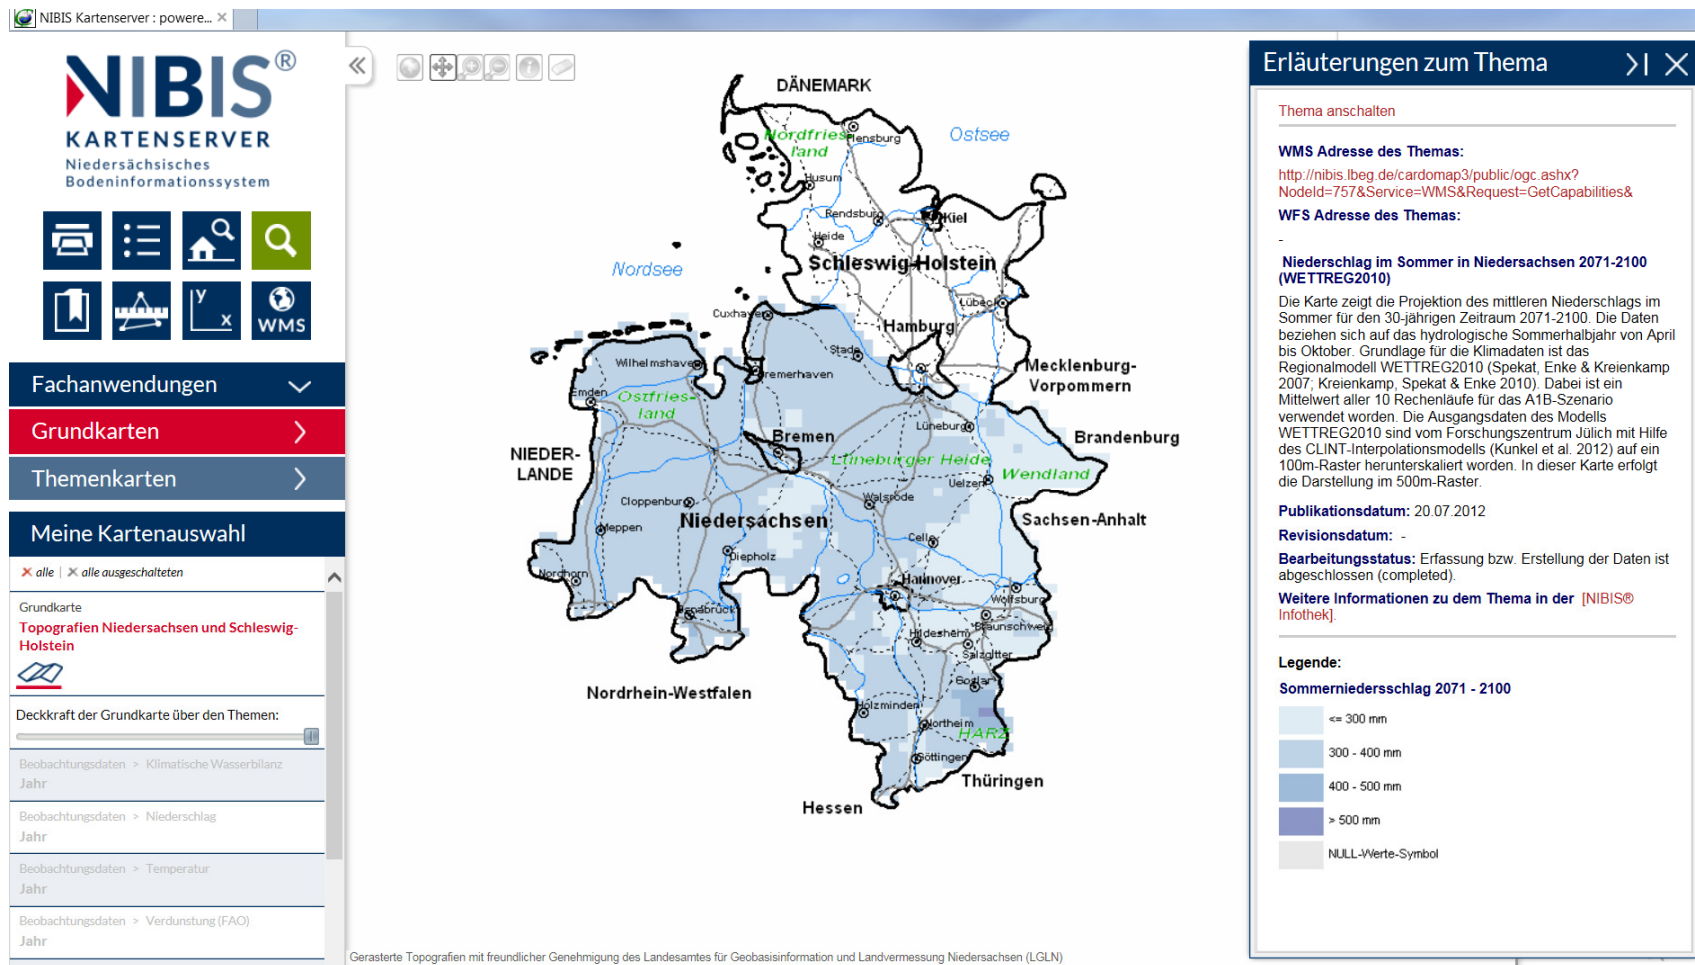 NIBIS Kartenserver : powere...
NIBIS®
KARTENSERVER
Niedersächsisches
Bodeninformationssystem
y
x
WMS
Fachanwendungen
Grundkarten
Themenkarten
Meine Kartenauswahl
alle | alle ausgeschalteten
Grundkarte
Topografien Niedersachsen und Schleswig-
Holstein
Deckkraft der Grundkarte über den Themen:
Beobachtungsdaten > Klimatische Wasserbilanz
Jahr
Beobachtungsdaten > Niederschlag
Jahr
Beobachtungsdaten > Temperatur
Jahr
Beobachtungsdaten > Verdunstung (FAO)
Jahr
DÄNEMARK
Nordfries-
land
Flensburg
Ostsee
Husum
Rendsburg
Kiel
Heide
Schleswig-Holstein
Nordsee
Lübeck
Cuxhaven
Hamburg
Stade
Wilhelmshaven
Bremerhaven
Mecklenburg-
Vorpommern
Emden
Ostfries-
land
Lüneburg
Bremen
Brandenburg
NIEDER-
LANDE
Lüneburger Heide
Wendland
Uelzen
Cloppenburg
Walsrode
Meppen
Niedersachsen
Sachsen-Anhalt
Celle
Diepholz
Nordhorn
Hannover
Wolfsburg
Osnabrück
Braunschweig
Hildesheim
Salzgitter
Goslar
Nordrhein-Westfalen
Holzminden
Northeim
HARZ
Göttingen
Thüringen
Hessen
Gerasterte Topografien mit freundlicher Genehmigung des Landesamtes für Geobasisinformation und Landvermessung Niedersachsen (LGLN)
Erläuterungen zum Thema
Thema anschalten
WMS Adresse des Themas:
http://nibis.lbeg.de/cardomap3/public/ogc.ashx?
NodeId=757&Service=WMS&Request=GetCapabilities&
WFS Adresse des Themas:
-
Niederschlag im Sommer in Niedersachsen 2071-2100
(WETTREG2010)
Die Karte zeigt die Projektion des mittleren Niederschlags im
Sommer für den 30-jährigen Zeitraum 2071-2100. Die Daten
beziehen sich auf das hydrologische Sommerhalbjahr von April
bis Oktober. Grundlage für die Klimadaten ist das
Regionalmodell WETTREG2010 (Spekat, Enke & Kreienkamp
2007; Kreienkamp, Spekat & Enke 2010). Dabei ist ein
Mittelwert aller 10 Rechenläufe für das A1B-Szenario
verwendet worden. Die Ausgangsdaten des Modells
WETTREG2010 sind vom Forschungszentrum Jülich mit Hilfe
des CLINT-Interpolationsmodells (Kunkel et al. 2012) auf ein
100m-Raster herunterskaliert worden. In dieser Karte erfolgt
die Darstellung im 500m-Raster.
Publikationsdatum: 20.07.2012
Revisionsdatum: -
Bearbeitungsstatus: Erfassung bzw. Erstellung der Daten ist
abgeschlossen (completed).
Weitere Informationen zu dem Thema in der [NIBIS®
Infothek].
Legende:
Sommerniedersschlag 2071 - 2100
<= 300 mm
300 - 400 mm
400 - 500 mm
> 500 mm
NULL-Werte-Symbol